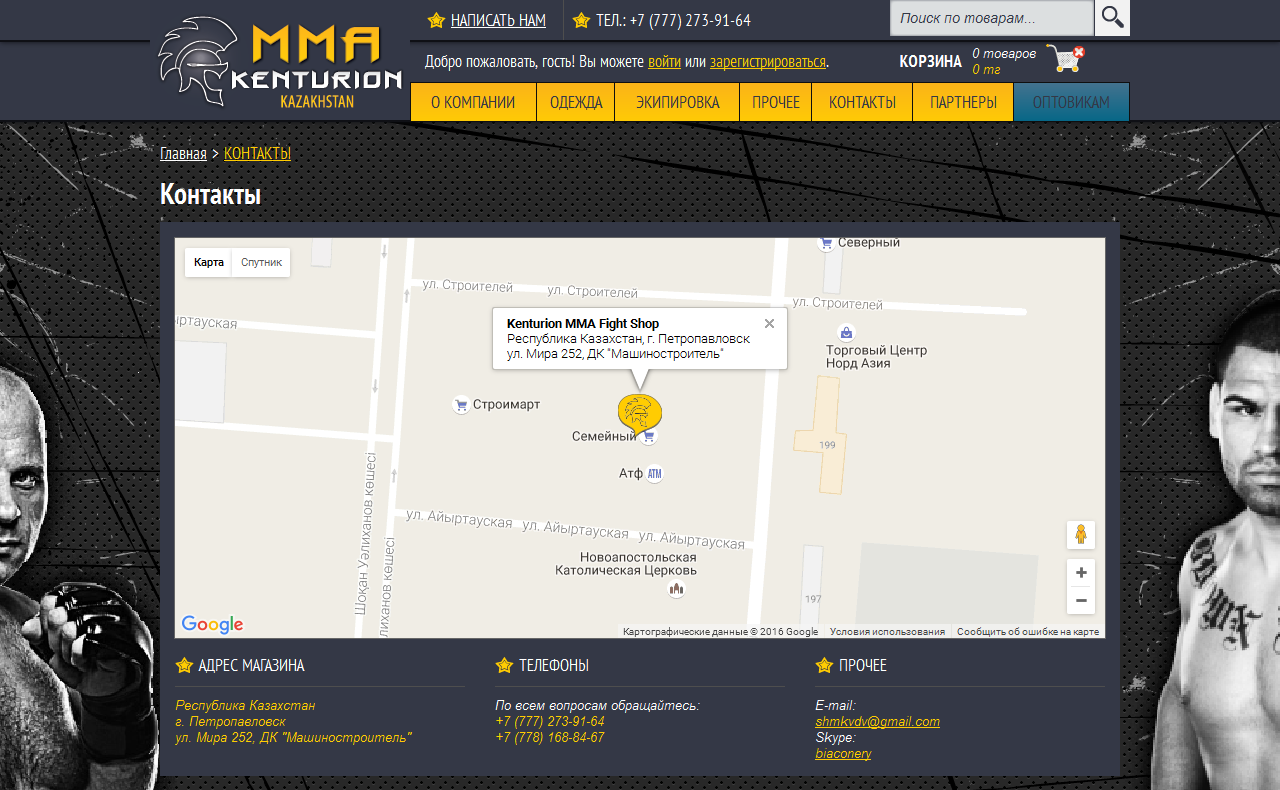 НАПИСАТЬ НАМ
ТЕЛ.: +7 (777) 273-91-64
Поиск по товарам...
MMA
KENTURION
KAZAKHSTAN
Добро пожаловать, гость! Вы можете войти или зарегистрироваться.
КОРЗИНА
0 товаров
0 тг
О КОМПАНИИ
ОДЕЖДА
ЭКИПИРОВКА
ПРОЧЕЕ
КОНТАКТЫ
ПАРТНЕРЫ
ОПТОВИКАМ
Главная > КОНТАКТЫ
Контакты
Карта
Спутник
Северный
ул. Строителей
ул. Строителей
ул. Строителей
йыртауская
Kenturion MMA Fight Shop
Республика Казахстан, г. Петропавловск
ул. Мира 252, ДК "Машиностроитель"
Торговый Центр
Норд Азия
Строимарт
Семейный
199
Атф
ATM
Шоқан Уәлиханов көшесі
лиханов көшесі
ул. Айыртауская
ул. Айыртауская
ул. Айыртауская
Новоапостольская
Католическая Церковь
197
Google
Картографические данные © 2016 Google
Условия использования
Сообщить об ошибке на карте
АДРЕС МАГАЗИНА
Республика Казахстан
г. Петропавловск
ул. Мира 252, ДК "Машиностроитель"
ТЕЛЕФОНЫ
По всем вопросам обращайтесь:
+7 (777) 273-91-64
+7 (778) 168-84-67
ПРОЧЕЕ
E-mail:
shmkvdv@gmail.com
Skype:
biaconery